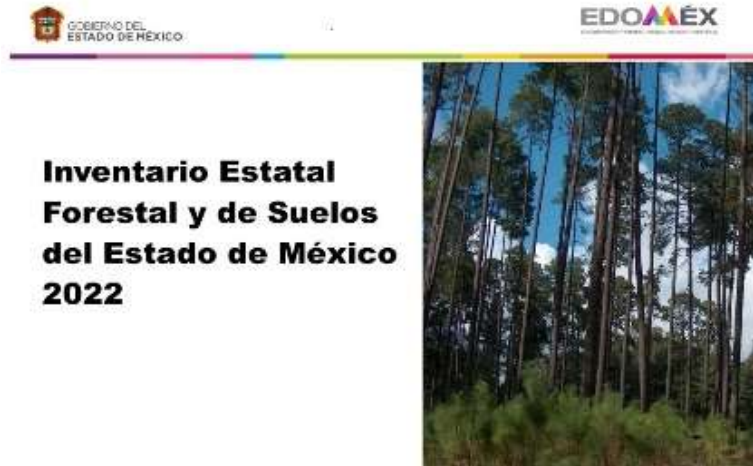 GOBIERNO DEL
ESTADO DE MÉXICO
EDOMÉX
Inventario Estatal
Forestal y de Suelos
del Estado de México
2022